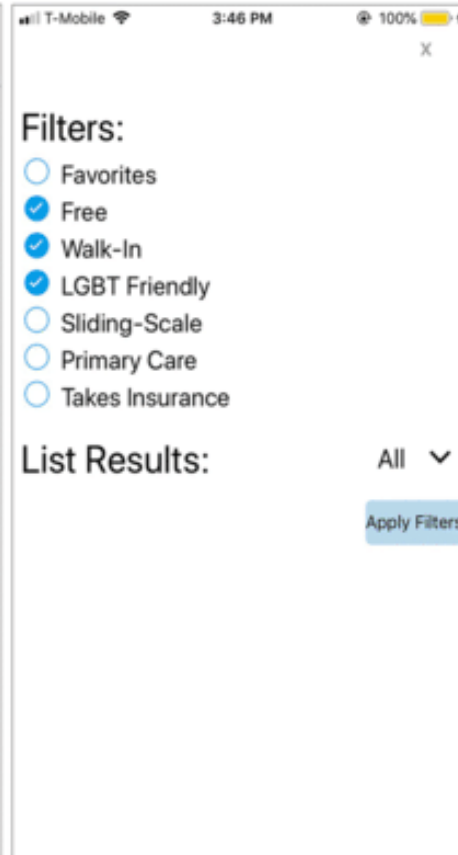 T-Mobile 3:46 PM 100%
X
Filters:
Favorites
Free
Walk-In
LGBT Friendly
Sliding-Scale
Primary Care
Takes Insurance
List Results: All
Apply Filters